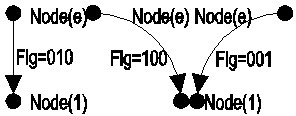 Node(e) Node(e) Node(e)
Flg=010 Flg=100 Flg=001
Node(1) Node(1)